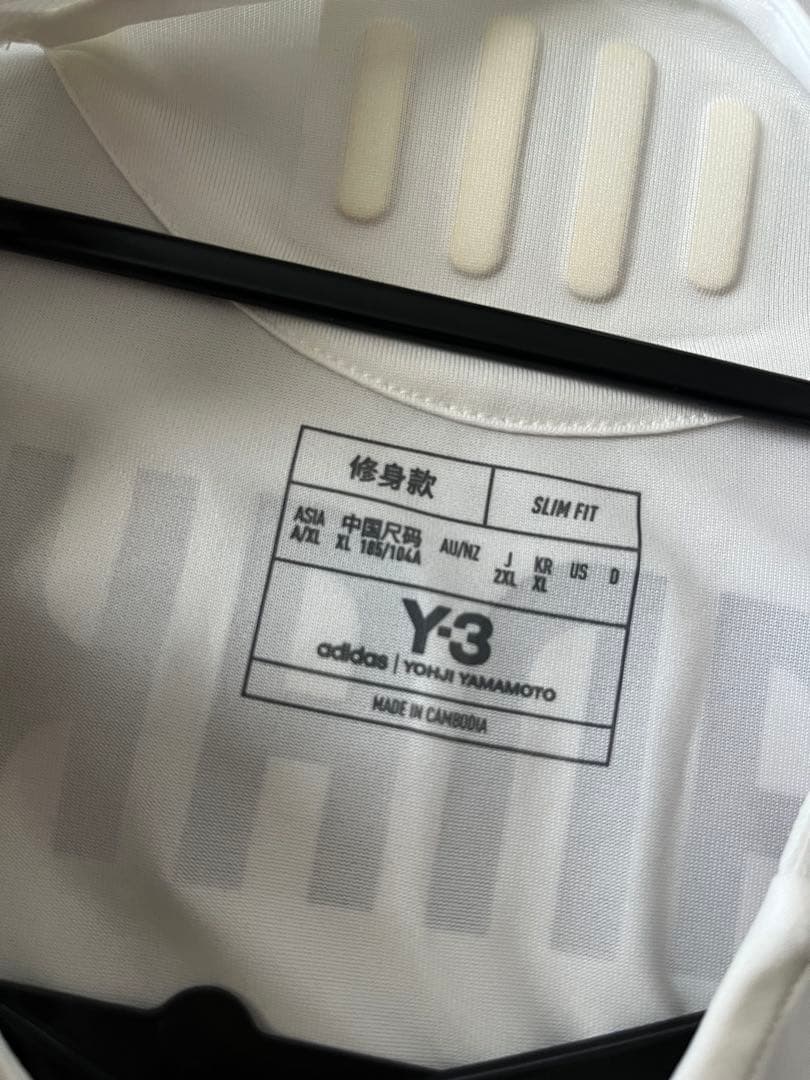 修身款
SLIM FIT
ASIA 中国尺码 AU/NZ J KR US D
A/XL XL 185/104A 2XL XL
Y-3
adidas | YOHJI YAMAMOTO
MADE IN CAMBODIA